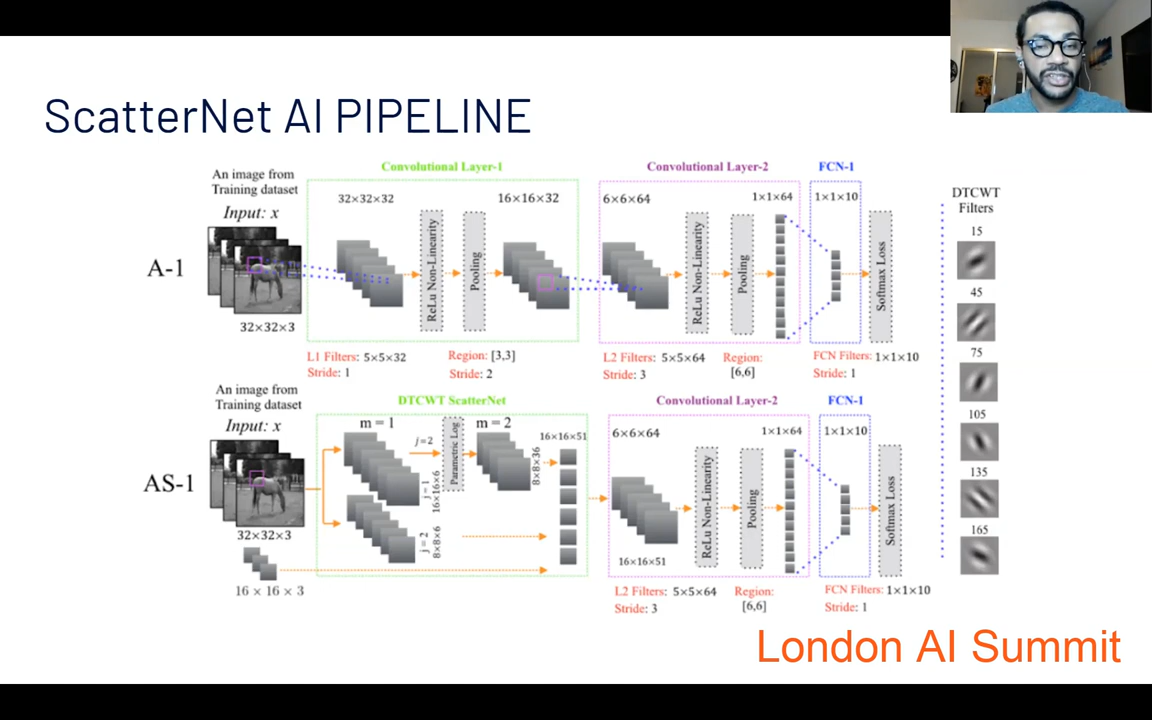 ScatterNet AI PIPELINE
An image from
Training dataset
Input: x
A-1
32×32×3
Convolutional Layer-1
32×32×32
16×16×32
ReLu Non-Linearity
Pooling
L1 Filters: 5×5×32
Stride: 1
Region: [3,3]
Stride: 2
Convolutional Layer-2
6×6×64
1×1×64
ReLu Non-Linearity
Pooling
L2 Filters: 5×5×64
Stride: 3
Region:
[6,6]
FCN-1
1×1×10
Softmax Loss
FCN Filters: 1×1×10
Stride: 1
An image from
Training dataset
Input: x
AS-1
32×32×3
16 × 16 × 3
DTCWT ScatterNet
m = 1
j=2
Parametric Log
m = 2
16×16×51
j=1
16×16×6
8×8×36
j=2
8×8×6
Convolutional Layer-2
6×6×64
1×1×64
16×16×51
ReLu Non-Linearity
Pooling
L2 Filters: 5×5×64
Stride: 3
Region:
[6,6]
FCN-1
1×1×10
Softmax Loss
FCN Filters: 1×1×10
Stride: 1
DTCWT
Filters
15
45
75
105
135
165
London AI Summit